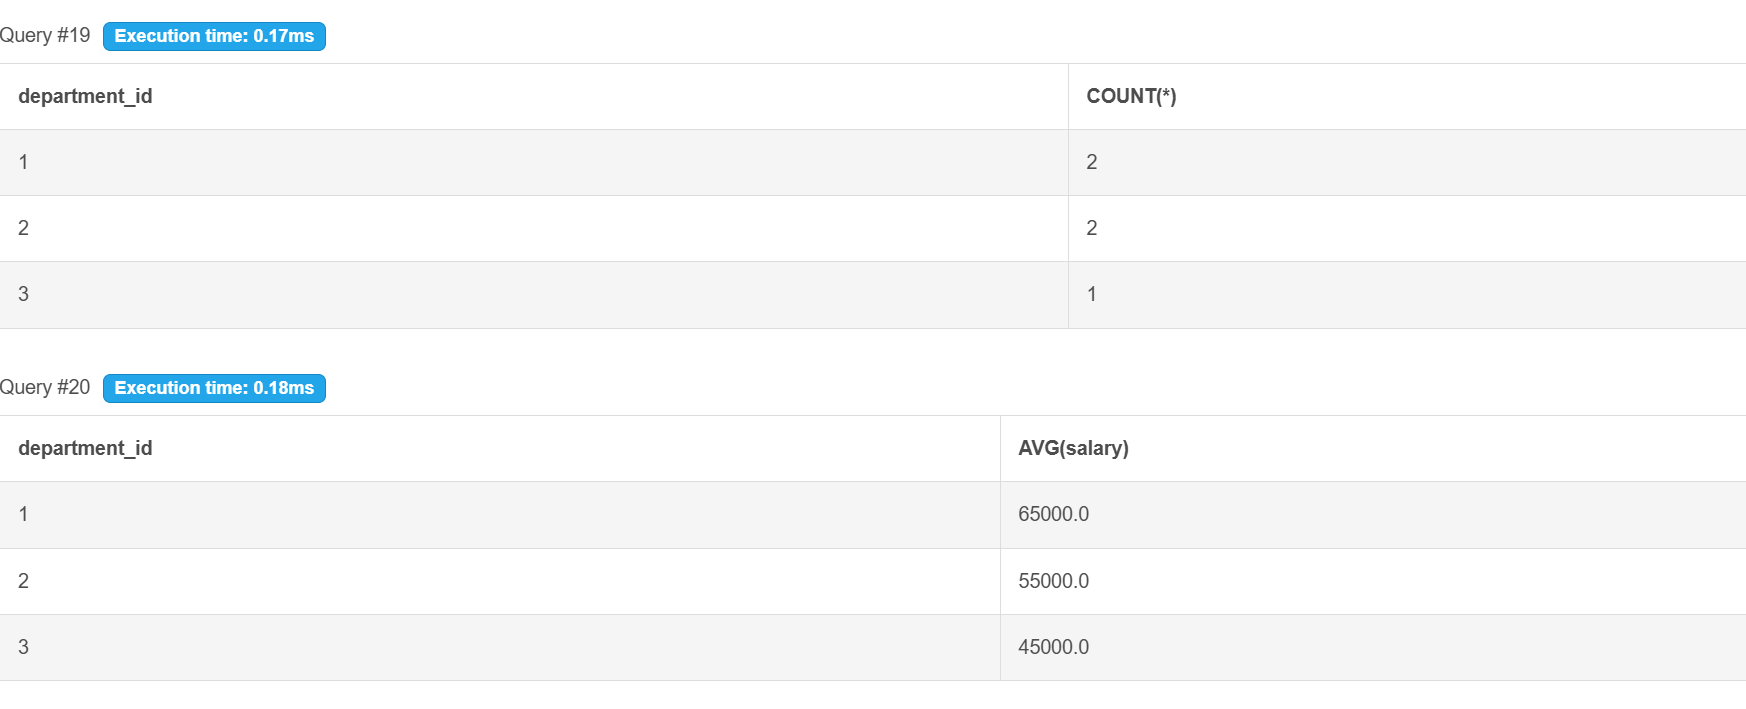 Query #19 Execution time: 0.17ms
department_id COUNT(*)
1 2
2 2
3 1
Query #20 Execution time: 0.18ms
department_id AVG(salary)
1 65000.0
2 55000.0
3 45000.0